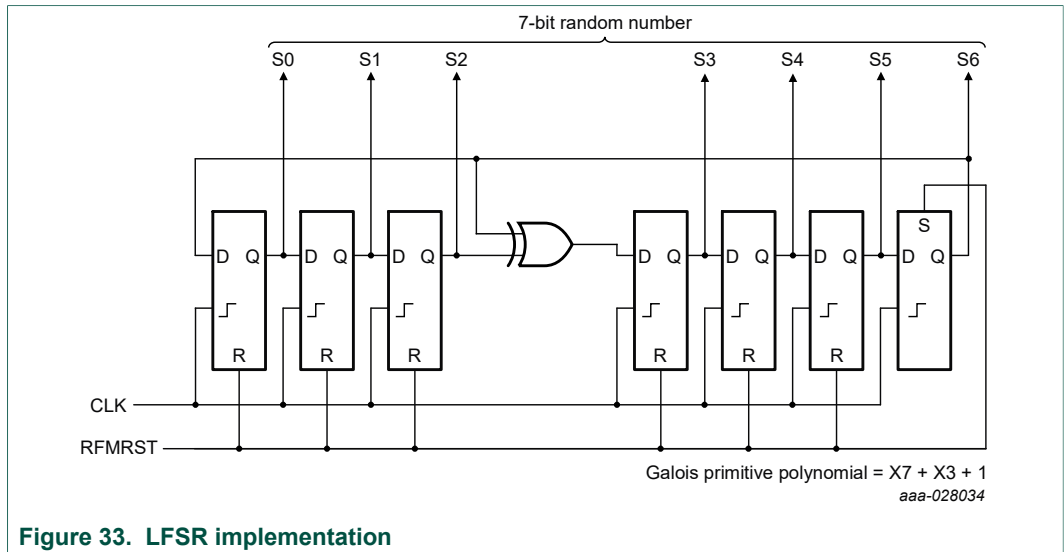 7-bit random number
S0 S1 S2 S3 S4 S5 S6
S
D Q D Q D Q D Q D Q D Q D Q
R R R R R R
CLK
RFMRST
Galois primitive polynomial = X7 + X3 + 1
aaa-028034
Figure 33. LFSR implementation